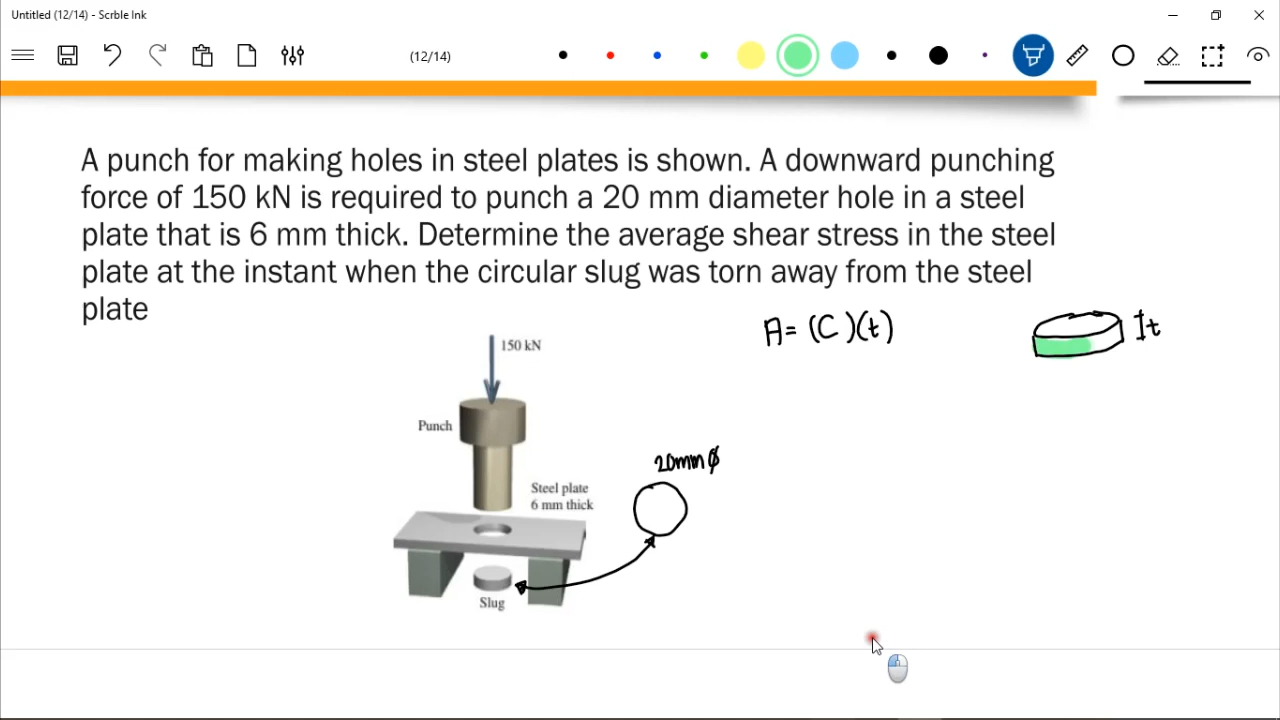 Untitled (12/14) - Scrble Ink
(12/14)
A punch for making holes in steel plates is shown. A downward punching
force of 150 kN is required to punch a 20 mm diameter hole in a steel
plate that is 6 mm thick. Determine the average shear stress in the steel
plate at the instant when the circular slug was torn away from the steel
plate
A = (C)(t)
t
150 kN
Punch
20mm ϕ
Steel plate
6 mm thick
Slug